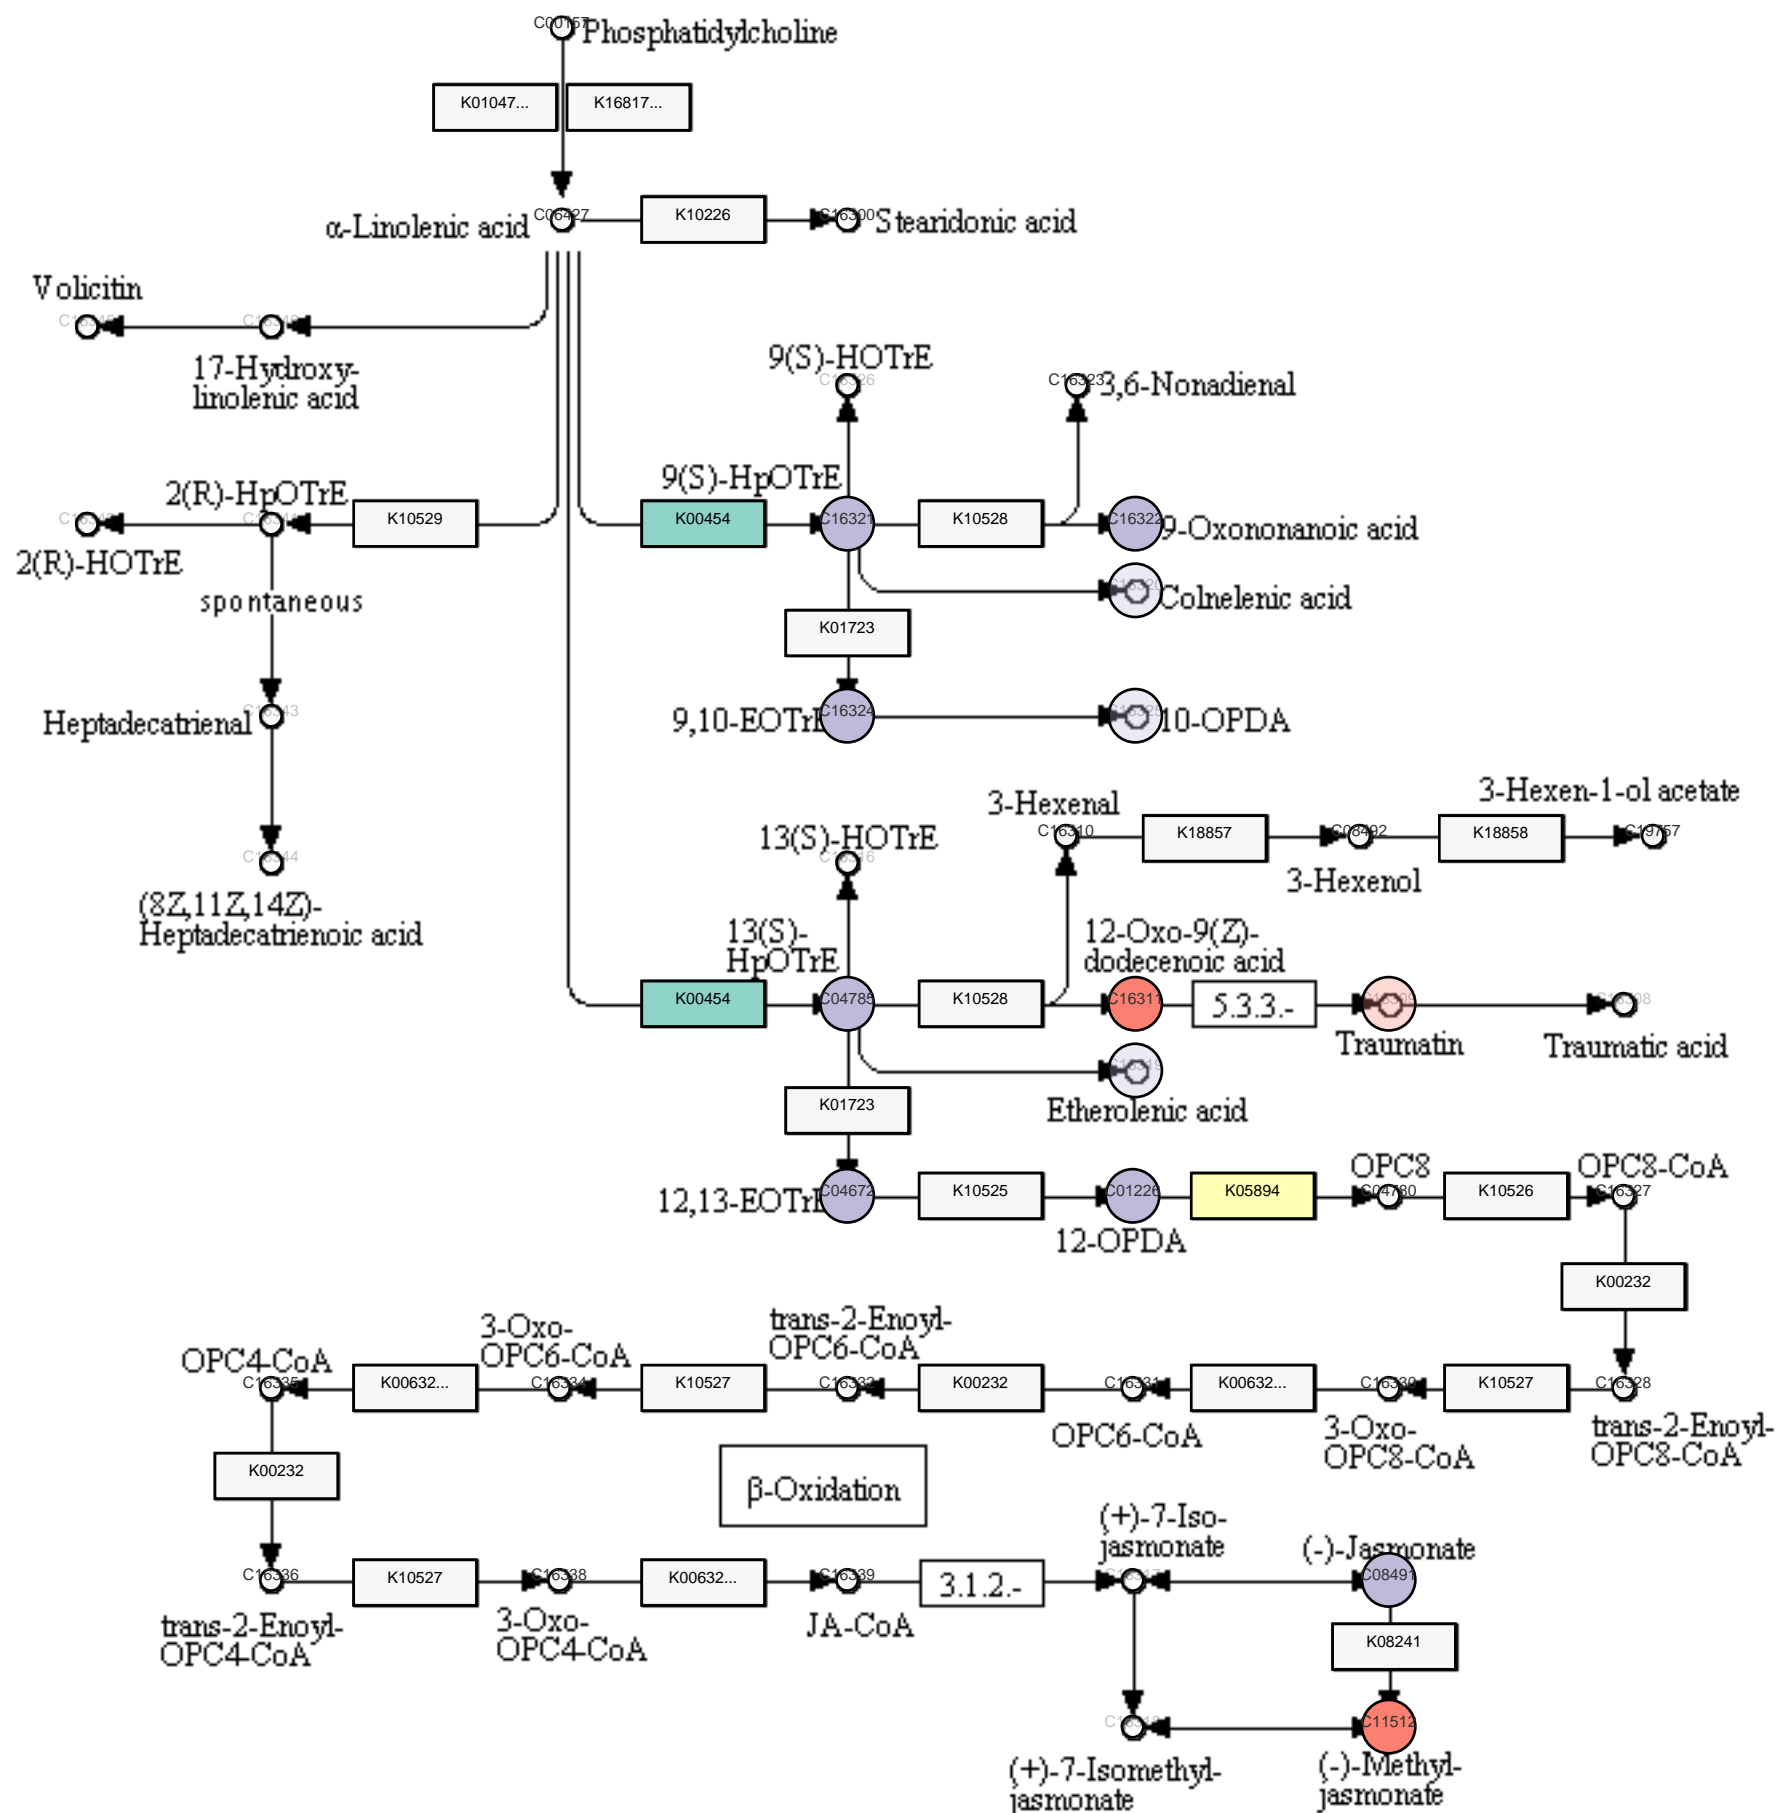 C00157
Phosphatidylcholine
K01047...
K16817...
α-Linolenic acid
C06427
K10226
C16300
Stearidonic acid
Volicitin
17-Hydroxy-
linolenic acid
9(S)-HOTrE
C16326
C16323
3,6-Nonadienal
2(R)-HpOTrE
K10529
2(R)-HOTrE
spontaneous
9(S)-HpOTrE
K00454
C16321
K10528
C16322
9-Oxononanoic acid
Colnelenic acid
K01723
Heptadecatrienal
C16343
9,10-EOTrE
C16324
C16325
10-OPDA
C16344
(8Z,11Z,14Z)-
Heptadecatrienoic acid
3-Hexenal
C16310
K18857
C08492
3-Hexenol
3-Hexen-1-ol acetate
K18858
C19757
13(S)-HOTrE
C16316
13(S)-
HpOTrE
K00454
C04785
K10528
12-Oxo-9(Z)-
dodecenoic acid
C16311
5.3.3.-
C16309
Traumatin
C16308
Traumatic acid
C16319
Etherolenic acid
K01723
12,13-EOTrE
C04672
K10525
C01226
12-OPDA
K05894
OPC8
C04780
K10526
OPC8-CoA
C16327
K00232
OPC4-CoA
C16335
K00632...
3-Oxo-
OPC6-CoA
C16334
K10527
trans-2-Enoyl-
OPC6-CoA
K00232
C16331
OPC6-CoA
K00632...
C16330
3-Oxo-
OPC8-CoA
K10527
C16328
trans-2-Enoyl-
OPC8-CoA
K00232
β-Oxidation
C16336
trans-2-Enoyl-
OPC4-CoA
K10527
C16338
3-Oxo-
OPC4-CoA
K00632...
C16339
JA-CoA
3.1.2.-
(+)-7-Iso-
jasmonate
(-)-Jasmonate
C08491
K08241
C11512
(+)-7-Isomethyl-
jasmonate
(-)-Methyl-
jasmonate